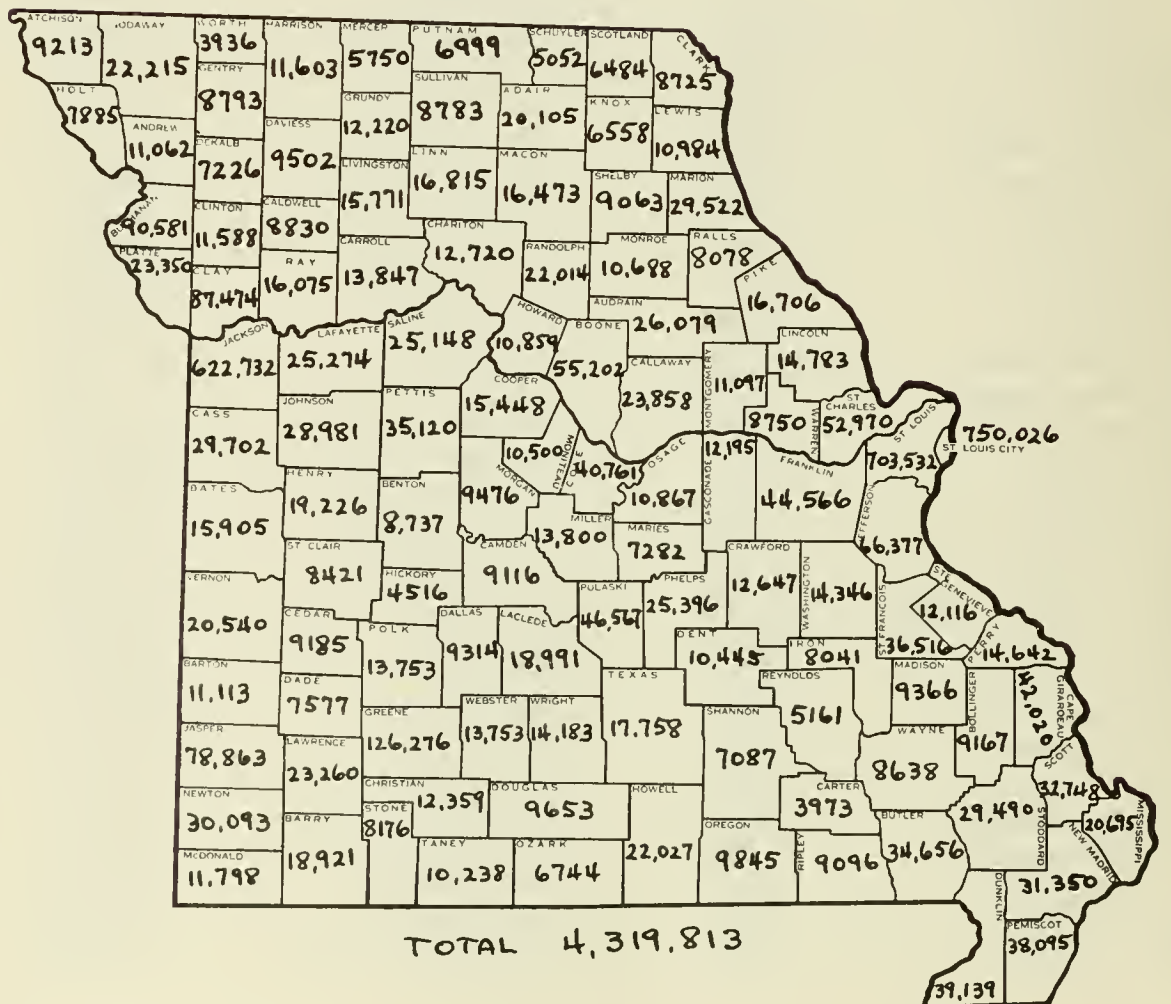 ATCHISON
9213
NODAWAY
22,215
WORTH
3936
HARRISON
11,603
MERCER
5750
PUTNAM
6999
SCHUYLER
5052
SCOTLAND
6484
CLARK
8725
HOLT
7885
ANDREW
11,062
GENTRY
8793
DEKALB
7226
DAVIESS
9502
GRUNDY
12,220
SULLIVAN
8783
ADAIR
20,105
KNOX
6558
LEWIS
10,984
LIVINGSTON
15,771
LINN
16,815
MACON
16,473
SHELBY
9063
MARION
29,522
BUCHANAN
90,581
CLINTON
11,588
CALDWELL
8830
PLATTE
23,350
CLAY
87,474
RAY
16,075
CARROLL
13,847
CHARITON
12,720
RANDOLPH
22,014
MONROE
10,688
RALLS
8078
PIKE
16,706
AUDRAIN
26,079
HOWARD
10,859
BOONE
55,202
CALLAWAY
23,858
MONTGOMERY
11,097
LINCOLN
14,783
WARREN
8750
ST CHARLES
52,970
ST LOUIS
703,532
750,026
ST LOUIS CITY
JACKSON
622,732
LAFAYETTE
25,274
SALINE
25,148
COOPER
15,448
CASS
29,702
JOHNSON
28,981
PETTIS
35,120
MONITEAU
10,500
COLE
40,761
OSAGE
10,867
GASCONADE
12,195
FRANKLIN
44,566
JEFFERSON
66,377
BATES
15,905
HENRY
19,226
BENTON
8,737
MORGAN
9476
MILLER
13,800
MARIES
7282
ST CLAIR
8421
HICKORY
4516
CAMDEN
9116
PULASKI
46,567
PHELPS
25,396
CRAWFORD
12,647
WASHINGTON
14,346
ST FRANCOIS
36,516
STE GENEVIEVE
12,116
PERRY
14,642
VERNON
20,540
CEDAR
9185
POLK
13,753
DALLAS
9314
LACLEDE
18,991
DENT
10,445
IRON
8041
MADISON
9366
BOLLINGER
9167
CAPE GIRARDEAU
42,020
BARTON
11,113
DADE
7577
GREENE
126,276
WEBSTER
13,753
WRIGHT
14,183
TEXAS
17,758
SHANNON
7087
REYNOLDS
5161
WAYNE
8638
SCOTT
32,748
JASPER
78,863
LAWRENCE
23,260
CHRISTIAN
12,359
DOUGLAS
9653
HOWELL
22,027
CARTER
3973
BUTLER
34,656
STODDARD
29,490
MISSISSIPPI
20,695
NEWTON
30,093
BARRY
18,921
STONE
8176
TANEY
10,238
OZARK
6744
OREGON
9845
RIPLEY
9096
NEW MADRID
31,350
MCDONALD
11,798
DUNKLIN
39,139
PEMISCOT
38,095
TOTAL 4,319,813